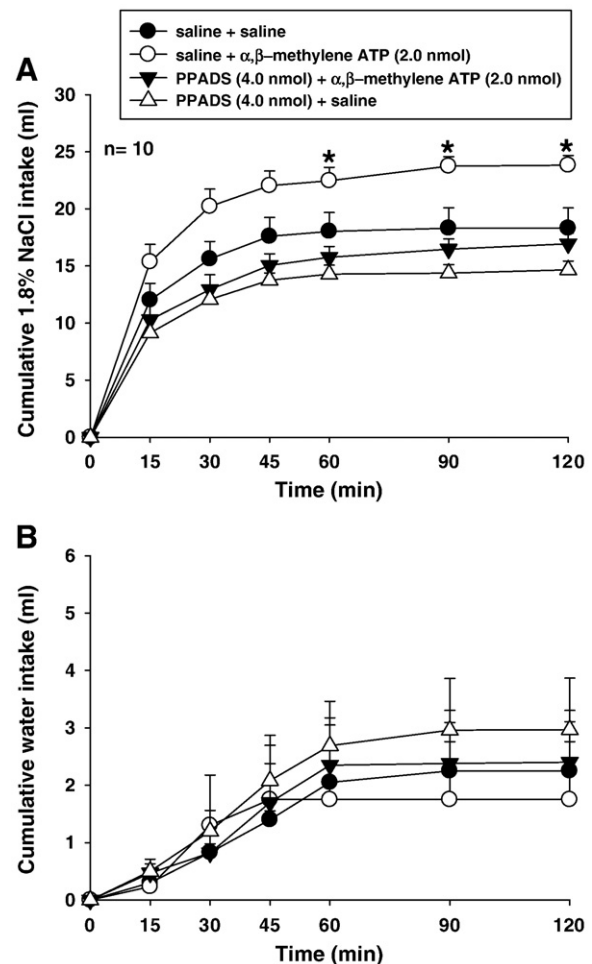 saline + saline
saline + α,β–methylene ATP (2.0 nmol)
PPADS (4.0 nmol) + α,β–methylene ATP (2.0 nmol)
PPADS (4.0 nmol) + saline
A
Cumulative 1.8% NaCl intake (ml)
30
25
20
15
10
5
0
n= 10
*
*
*
0 15 30 45 60 90 120
Time (min)
B
Cumulative water intake (ml)
6
5
4
3
2
1
0
0 15 30 45 60 90 120
Time (min)